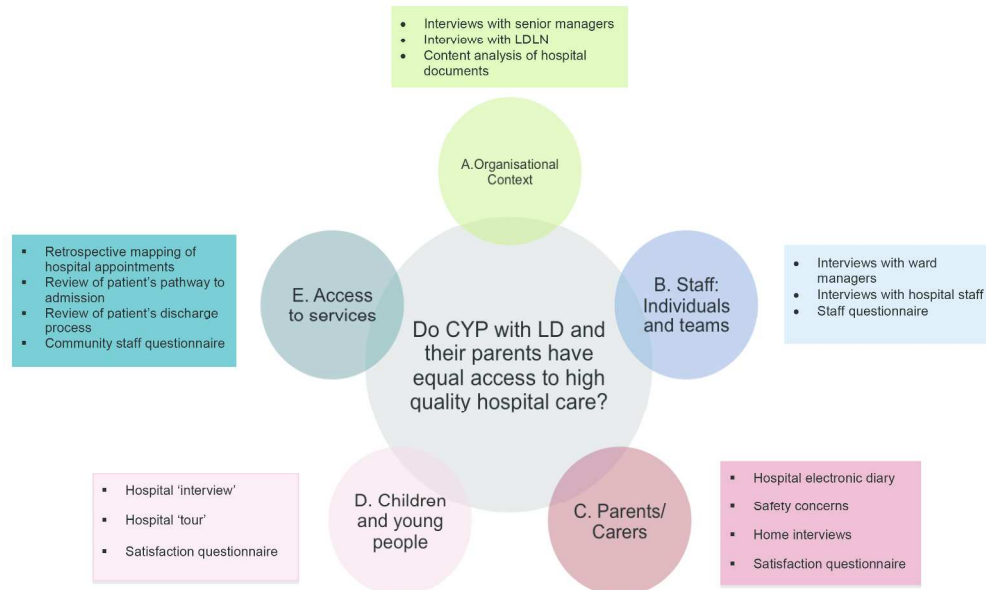 • Interviews with senior managers
• Interviews with LDLN
• Content analysis of hospital
documents
A.Organisational
Context
▪ Retrospective mapping of
hospital appointments
▪ Review of patient's pathway to
admission
▪ Review of patient's discharge
process
▪ Community staff questionnaire
E. Access
to services
B. Staff:
Individuals
and teams
• Interviews with ward
managers
• Interviews with hospital staff
• Staff questionnaire
Do CYP with LD and
their parents have
equal access to high
quality hospital care?
▪ Hospital ‘interview’
▪ Hospital ‘tour’
▪ Satisfaction questionnaire
D. Children
and young
people
C. Parents/
Carers
▪ Hospital electronic diary
▪ Safety concerns
▪ Home interviews
▪ Satisfaction questionnaire